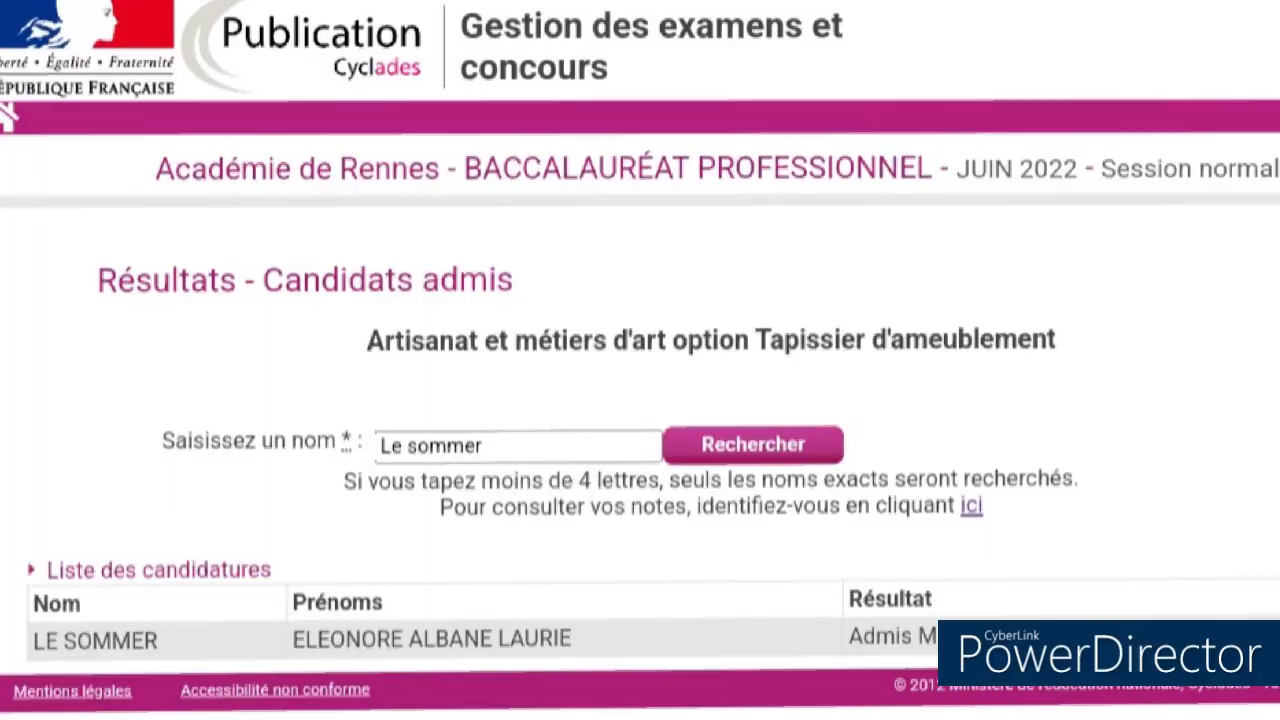 Publication
Cyclades
Gestion des examens et
concours
erté • Égalité • Fraternité
ÉPUBLIQUE FRANÇAISE
Académie de Rennes - BACCALAURÉAT PROFESSIONNEL - JUIN 2022 - Session normal
Résultats - Candidats admis
Artisanat et métiers d'art option Tapissier d'ameublement
Saisissez un nom * : Le sommer Rechercher
Si vous tapez moins de 4 lettres, seuls les noms exacts seront recherchés.
Pour consulter vos notes, identifiez-vous en cliquant ici
Liste des candidatures
Nom Prénoms Résultat
LE SOMMER ELEONORE ALBANE LAURIE Admis M
CyberLink
PowerDirector
Mentions légales Accessibilité non conforme © 2012